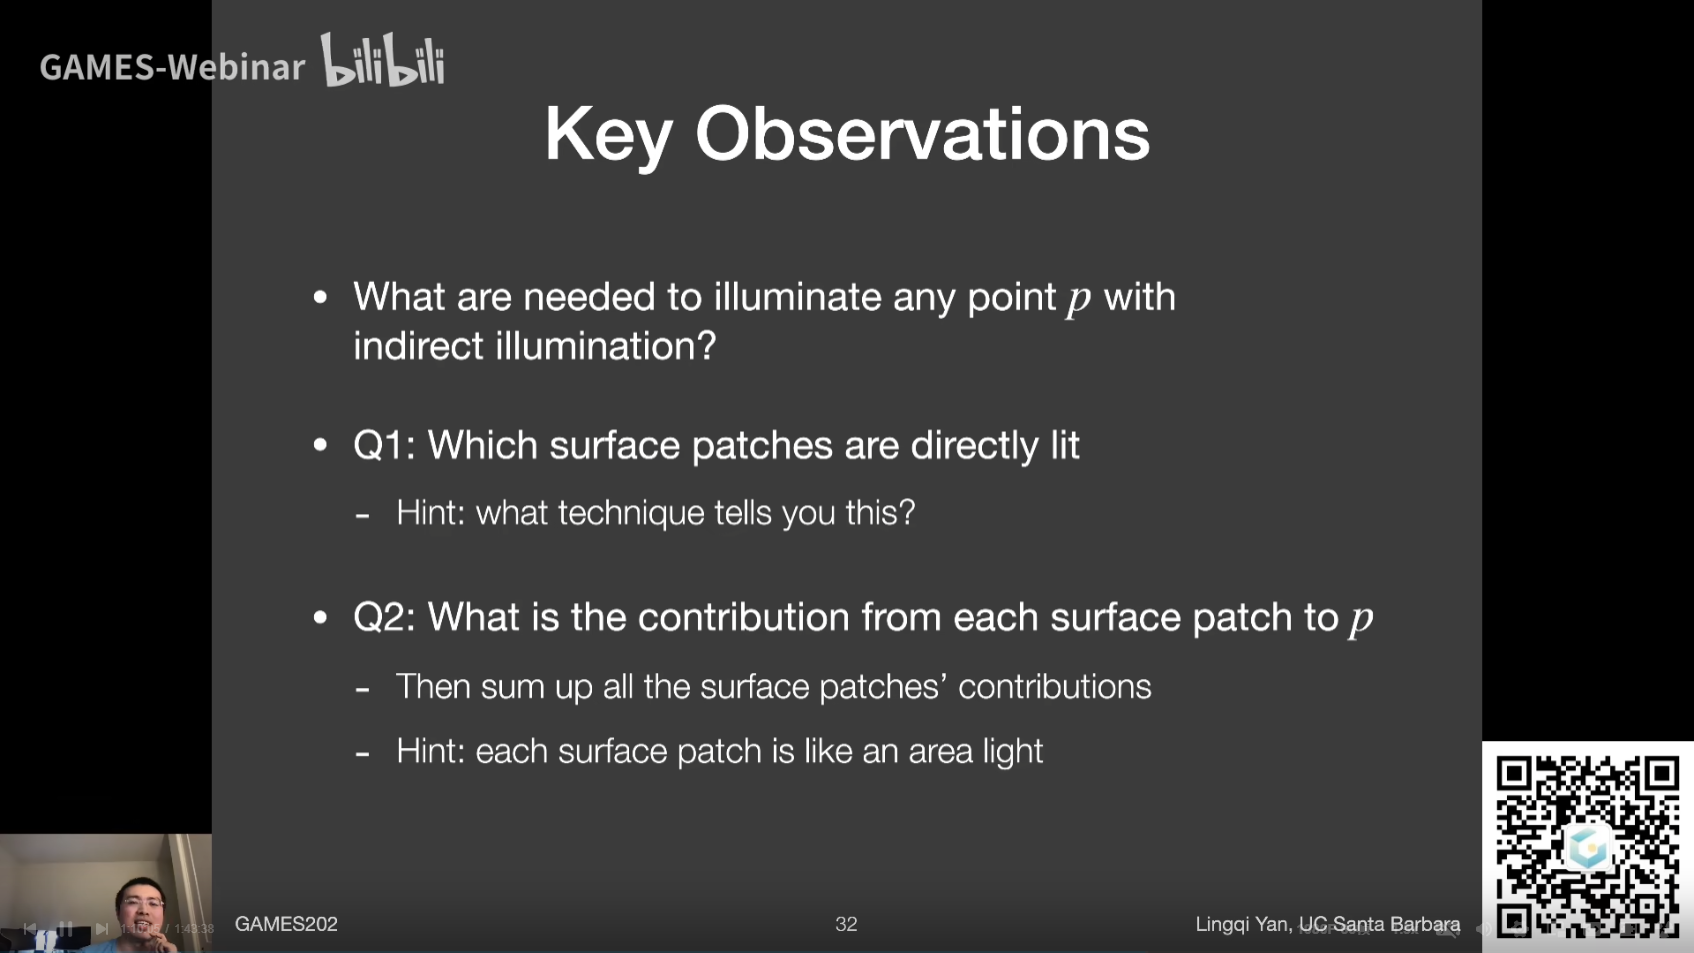 GAMES-Webinar bilibili
Key Observations
• What are needed to illuminate any point p with
indirect illumination?
• Q1: Which surface patches are directly lit
- Hint: what technique tells you this?
• Q2: What is the contribution from each surface patch to p
- Then sum up all the surface patches’ contributions
- Hint: each surface patch is like an area light
/ 1:43:38
GAMES202
32
Lingqi Yan, UC Santa Barbara